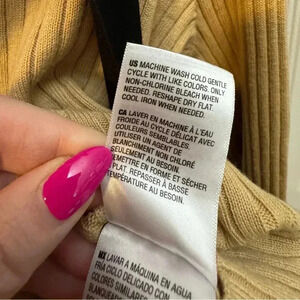 US MACHINE WASH COLD GENTLE
CYCLE WITH LIKE COLORS. ONLY
NON-CHLORINE BLEACH WHEN
NEEDED. RESHAPE DRY FLAT.
COOL IRON WHEN NEEDED.
CA LAVER EN MACHINE À L'EAU
FROIDE AU CYCLE DÉLICAT AVEC
COULEURS SEMBLABLES.
UTILISER UN AGENT DE
BLANCHIMENT NON CHLORÉ
SEULEMENT AU BESOIN.
REMETTRE EN FORME ET SÉCHER
À PLAT. REPASSER À BASSE
TEMPÉRATURE AU BESOIN.
MX LAVAR A MÁQUINA EN AGUA
FRIA CICLO DELICADO CON
COLORES SIMILARES
BLANQUEADOR